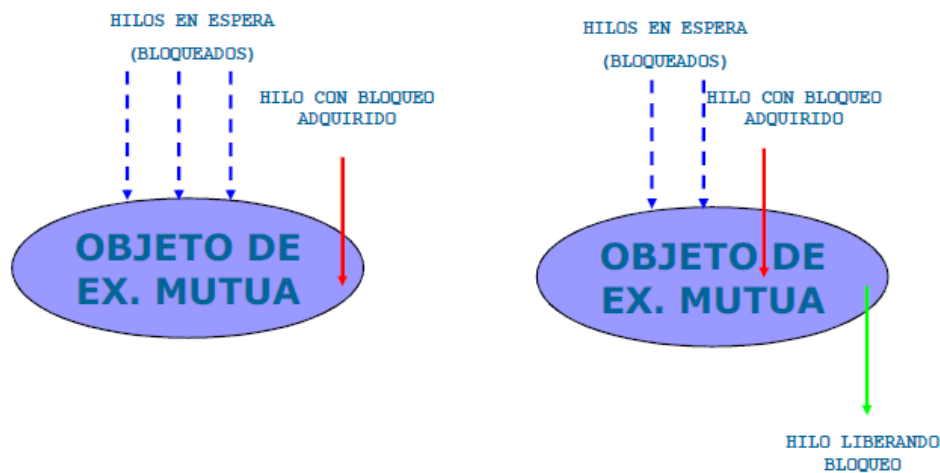 HILOS EN ESPERA
(BLOQUEADOS)
HILO CON BLOQUEO
ADQUIRIDO
OBJETO DE
EX. MUTUA
HILOS EN ESPERA
(BLOQUEADOS)
HILO CON BLOQUEO
ADQUIRIDO
OBJETO DE
EX. MUTUA
HILO LIBERANDO
BLOQUEO